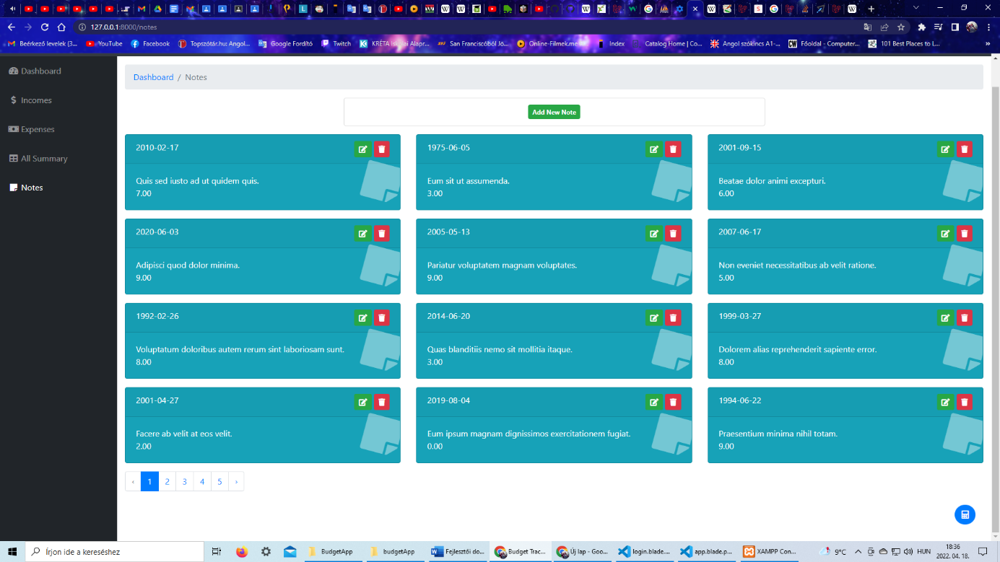 127.0.0.1:8000/notes
Beérkező levelek (3... YouTube Facebook Topszótár.hu: Angol... Google Fordító Twitch KRÉTA Iskolai Alapr... San Franciscóból Jó... Online-Filmek.me Index Catalog Home | Co... Angol szókincs A1-... Főoldal - Computer... 101 Best Places to L... »
Dashboard
Incomes
Expenses
All Summary
Notes
Dashboard / Notes
Add New Note
2010-02-17
Quis sed iusto ad ut quidem quis.
7.00
1975-06-05
Eum sit ut assumenda.
3.00
2001-09-15
Beatae dolor animi excepturi.
6.00
2020-06-03
Adipisci quod dolor minima.
9.00
2005-05-13
Pariatur voluptatem magnam voluptates.
9.00
2007-06-17
Non eveniet necessitatibus ab velit ratione.
5.00
1992-02-26
Voluptatum doloribus autem rerum sint laboriosam sunt.
8.00
2014-06-20
Quas blanditiis nemo sit mollitia itaque.
3.00
1999-03-27
Dolorem alias reprehenderit sapiente error.
8.00
2001-04-27
Facere ab velit at eos velit.
2.00
2019-08-04
Eum ipsum magnam dignissimos exercitationem fugiat.
0.00
1994-06-22
Praesentium minima nihil totam.
9.00
‹ 1 2 3 4 5 ›
Írjon ide a kereséshez BudgetApp budgetApp Fejlesztői do... Budget Trac... Új lap - Goo... login.blade.... app.blade.p... XAMPP Con... 9°C HUN 18:36
2022. 04. 18.